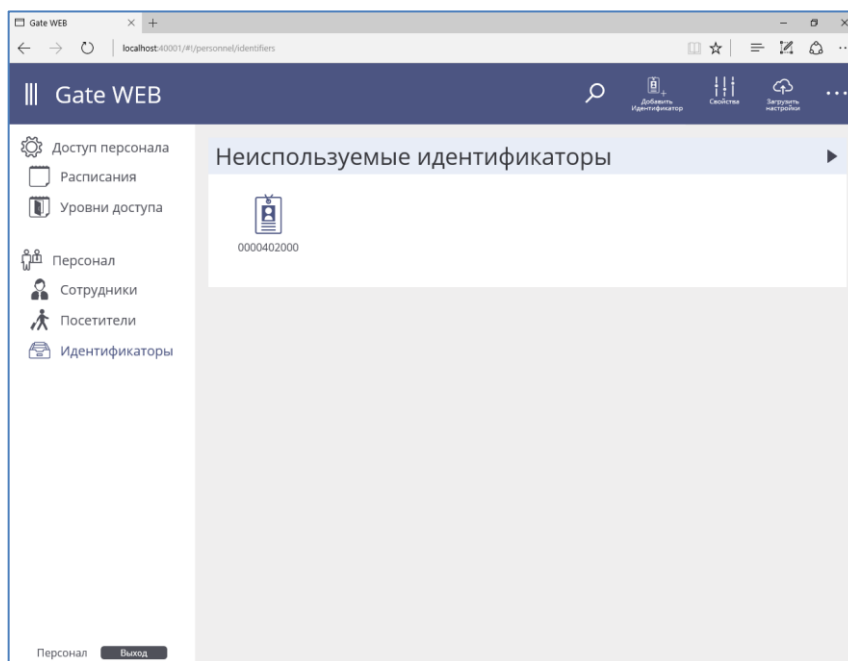 Gate WEB
localhost:40001/#!/personnel/identifiers
Gate WEB
Добавить
Идентификатор
Свойства
Загрузить
настройки
Доступ персонала
Расписания
Уровни доступа
Персонал
Сотрудники
Посетители
Идентификаторы
Неиспользуемые идентификаторы
0000402000
Персонал
Выход